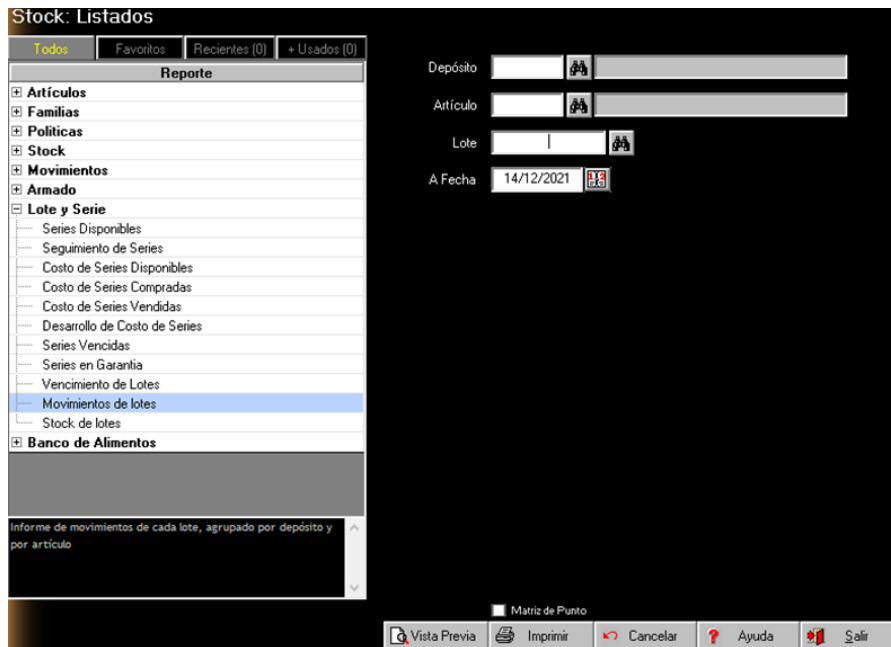 Stock: Listados
Todos Favoritos Recientes (0) + Usados (0)
Reporte
Artículos
Familias
Politicas
Stock
Movimientos
Armado
Lote y Serie
Series Disponibles
Seguimiento de Series
Costo de Series Disponibles
Costo de Series Compradas
Costo de Series Vendidas
Desarrollo de Costo de Series
Series Vencidas
Series en Garantia
Vencimiento de Lotes
Movimientos de lotes
Stock de lotes
Banco de Alimentos
Informe de movimientos de cada lote, agrupado por depósito y
por artículo
Depósito
Artículo
Lote
A Fecha 14/12/2021
Matriz de Punto
Vista Previa Imprimir Cancelar Ayuda Salir